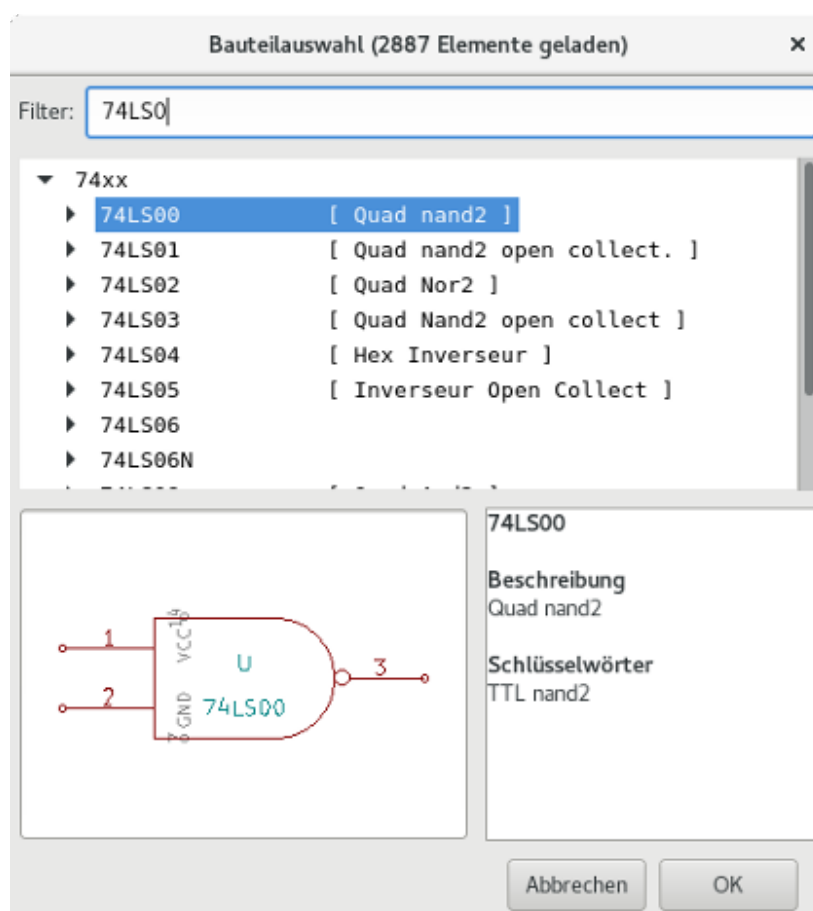 Bauteilauswahl (2887 Elemente geladen) ×
Filter: 74LS0
74xx
74LS00 [ Quad nand2 ]
74LS01 [ Quad nand2 open collect. ]
74LS02 [ Quad Nor2 ]
74LS03 [ Quad Nand2 open collect ]
74LS04 [ Hex Inverseur ]
74LS05 [ Inverseur Open Collect ]
74LS06
74LS06N
14
VCC
1
2
U
74LS00
GND
7
3
74LS00
Beschreibung
Quad nand2
Schlüsselwörter
TTL nand2
Abbrechen OK